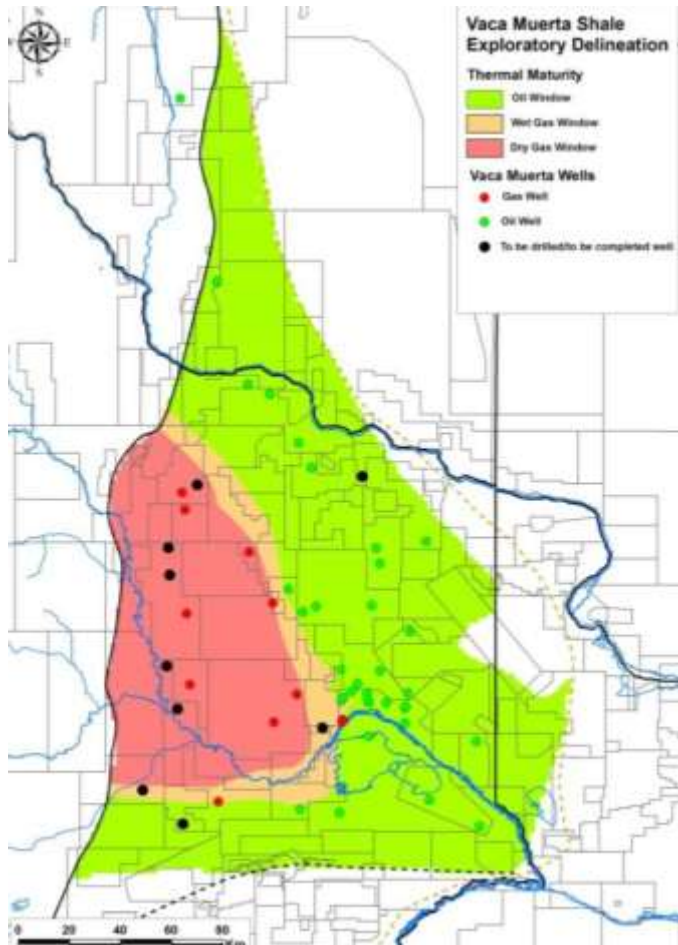 Vaca Muerta Shale
Exploratory Delineation
Thermal Maturity
Oil Window
Wet Gas Window
Dry Gas Window
Vaca Muerta Wells
Gas Well
Oil Well
To be drilled/to be completed well
E
0 20 40 60 80
Km